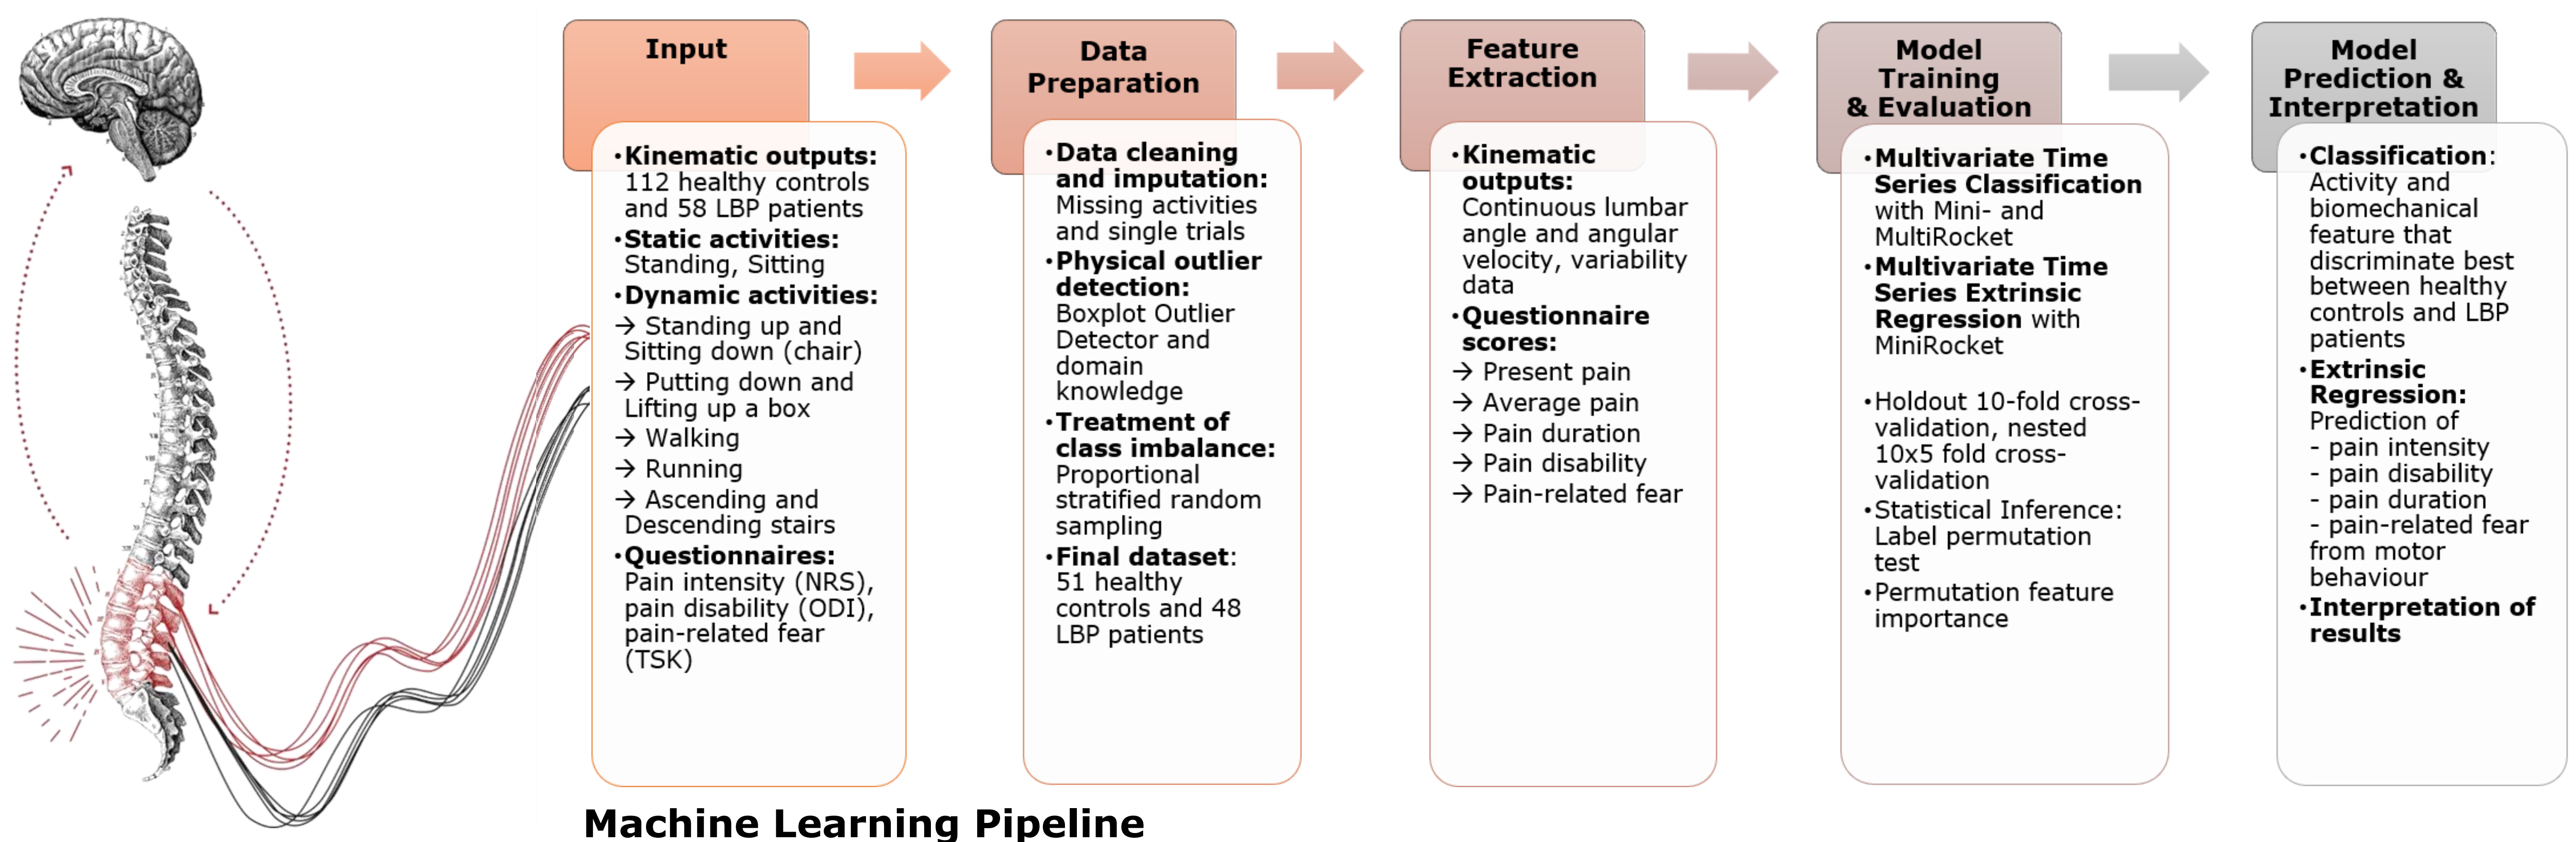 Input
•Kinematic outputs:
112 healthy controls
and 58 LBP patients
•Static activities:
Standing, Sitting
•Dynamic activities:
→ Standing up and
Sitting down (chair)
→ Putting down and
Lifting up a box
→ Walking
→ Running
→ Ascending and
Descending stairs
•Questionnaires:
Pain intensity (NRS),
pain disability (ODI),
pain-related fear
(TSK)
Data
Preparation
•Data cleaning
and imputation:
Missing activities
and single trials
•Physical outlier
detection:
Boxplot Outlier
Detector and
domain
knowledge
•Treatment of
class imbalance:
Proportional
stratified random
sampling
•Final dataset:
51 healthy
controls and 48
LBP patients
Feature
Extraction
•Kinematic
outputs:
Continuous lumbar
angle and angular
velocity, variability
data
•Questionnaire
scores:
→ Present pain
→ Average pain
→ Pain duration
→ Pain disability
→ Pain-related fear
Model
Training
& Evaluation
•Multivariate Time
Series Classification
with Mini- and
MultiRocket
•Multivariate Time
Series Extrinsic
Regression with
MiniRocket
•Holdout 10-fold cross-
validation, nested
10x5 fold cross-
validation
•Statistical Inference:
Label permutation
test
•Permutation feature
importance
Model
Prediction &
Interpretation
•Classification:
Activity and
biomechanical
feature that
discriminate best
between healthy
controls and LBP
patients
•Extrinsic
Regression:
Prediction of
- pain intensity
- pain disability
- pain duration
- pain-related fear
from motor
behaviour
•Interpretation of
results
Machine Learning Pipeline